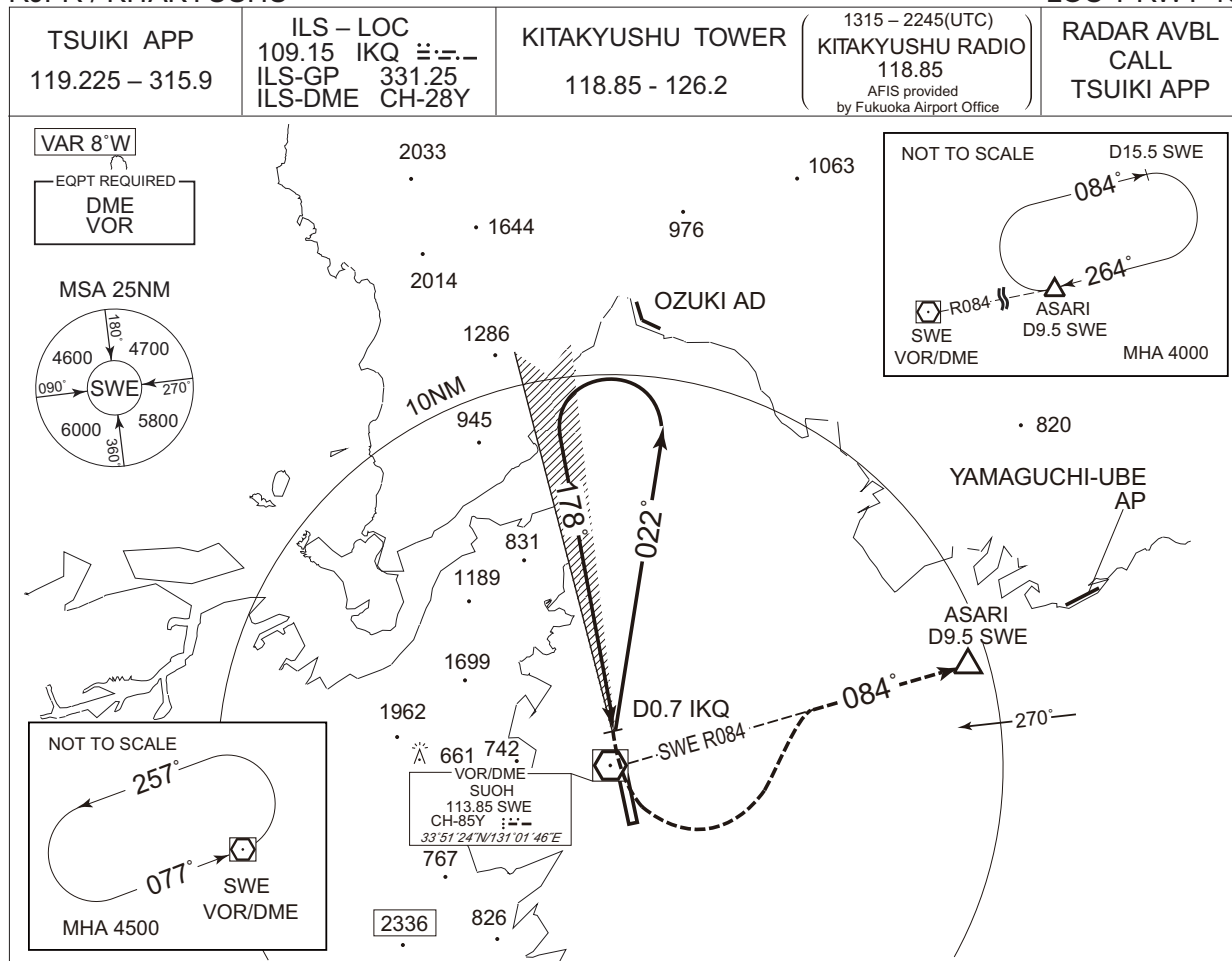 TSUIKI APP
119.225 – 315.9
ILS – LOC
109.15 IKQ
ILS-GP 331.25
ILS-DME CH-28Y
KITAKYUSHU TOWER
118.85 - 126.2
1315 – 2245(UTC)
KITAKYUSHU RADIO
118.85
AFIS provided
by Fukuoka Airport Office
RADAR AVBL
CALL
TSUIKI APP
VAR 8°W
EQPT REQUIRED
DME
VOR
MSA 25NM
180°
4600
4700
090°
SWE
270°
6000
5800
360°
2033
1063
1644
976
2014
OZUKI AD
1286
10NM
945
NOT TO SCALE
D15.5 SWE
084°
264°
R084
ASARI
D9.5 SWE
SWE
VOR/DME
MHA 4000
820
YAMAGUCHI-UBE
AP
178°
022°
831
1189
ASARI
D9.5 SWE
1699
084°
D0.7 IKQ
SWE R084
270°
1962
661
742
VOR/DME
SUOH
113.85 SWE
CH-85Y
33°51'24"N/131°01'46"E
767
2336
826
NOT TO SCALE
257°
077°
SWE
VOR/DME
MHA 4500